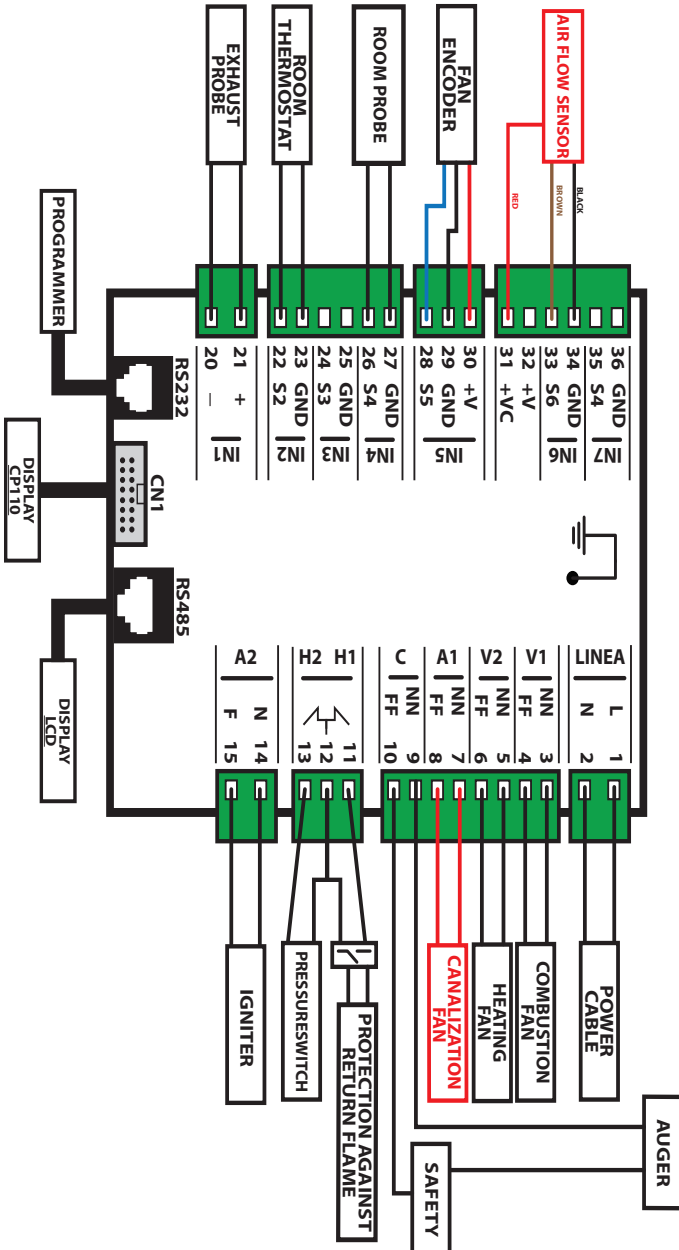 AIR FLOW SENSOR
FAN
ENCODER
ROOM PROBE
ROOM
THERMOSTAT
EXHAUST
PROBE
BLACK
BROWN
RED
36 GND
35 S4
IN7
34 GND
33 S6
IN6
32 +V
31 +VC
30 +V
29 GND
28 S5
IN5
27 GND
26 S4
IN4
25 GND
24 S3
IN3
23 GND
22 S2
IN2
21 +
20 –
IN1
PROGRAMMER
RS232
DISPLAY
CP110
CN1
DISPLAY
LCD
RS485
LINEA
L 1
N 2
V1
NN 3
FF 4
V2
NN 5
FF 6
A1
NN 7
FF 8
C
NN 9
FF 10
H2 H1
11
12
13
A2
N 14
F 15
POWER
CABLE
COMBUSTION
FAN
HEATING
FAN
CANALIZATION
FAN
AUGER
SAFETY
PROTECTION AGAINST
RETURN FLAME
PRESSURESWITCH
IGNITER